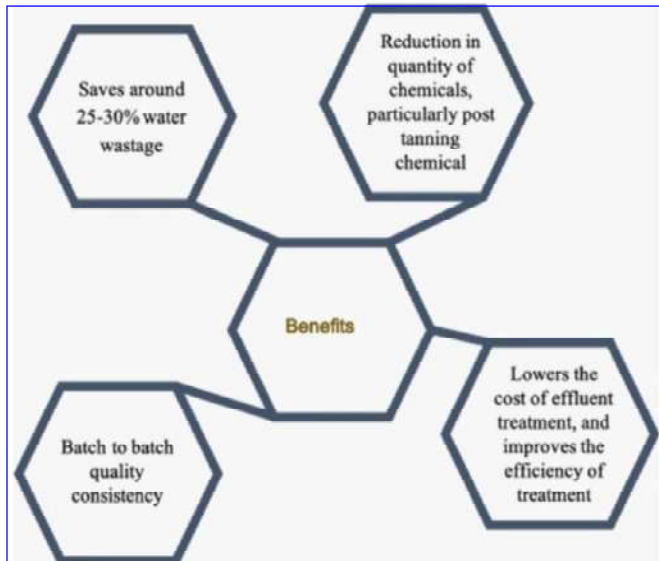 Saves around
25-30% water
wastage
Reduction in
quantity of
chemicals,
particularly post
tanning
chemical
Benefits
Batch to batch
quality
consistency
Lowers the
cost of effluent
treatment, and
improves the
efficiency of
treatment